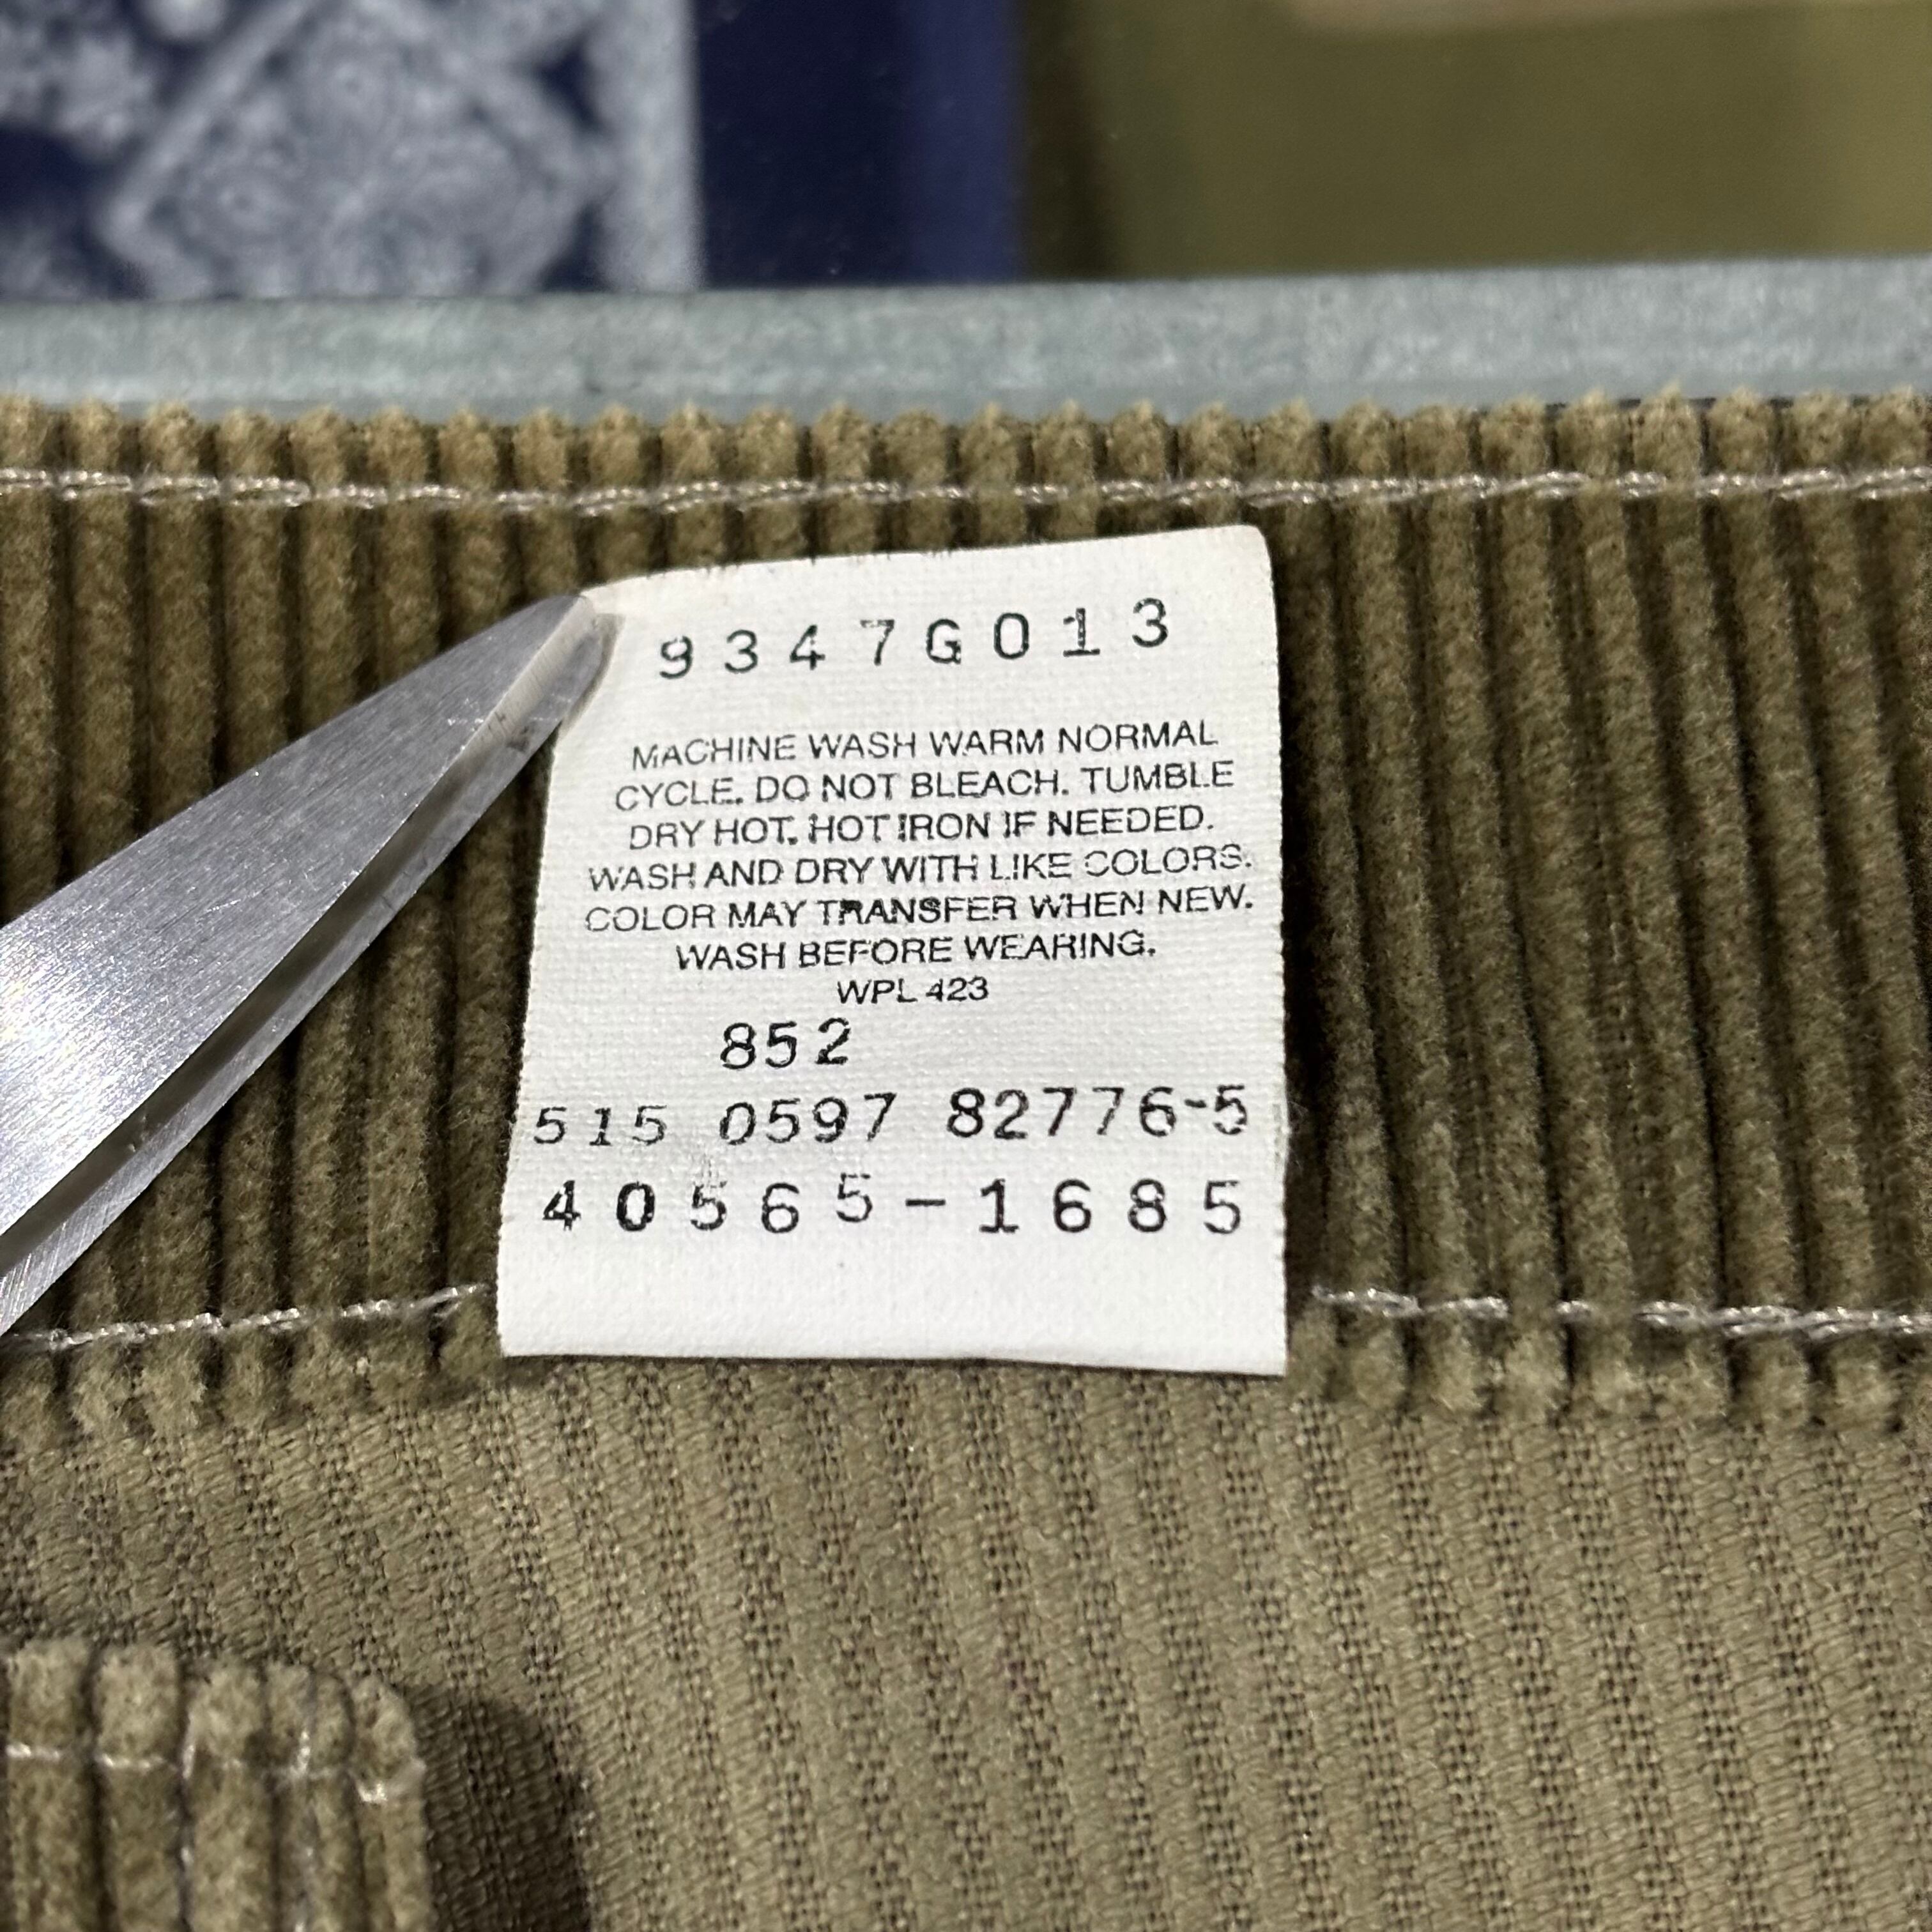 9347G013
MACHINE WASH WARM NORMAL
CYCLE. DO NOT BLEACH. TUMBLE
DRY HOT. HOT IRON IF NEEDED.
WASH AND DRY WITH LIKE COLORS.
COLOR MAY TRANSFER WHEN NEW.
WASH BEFORE WEARING.
WPL 423
852
515 0597 82776-5
40565-1685